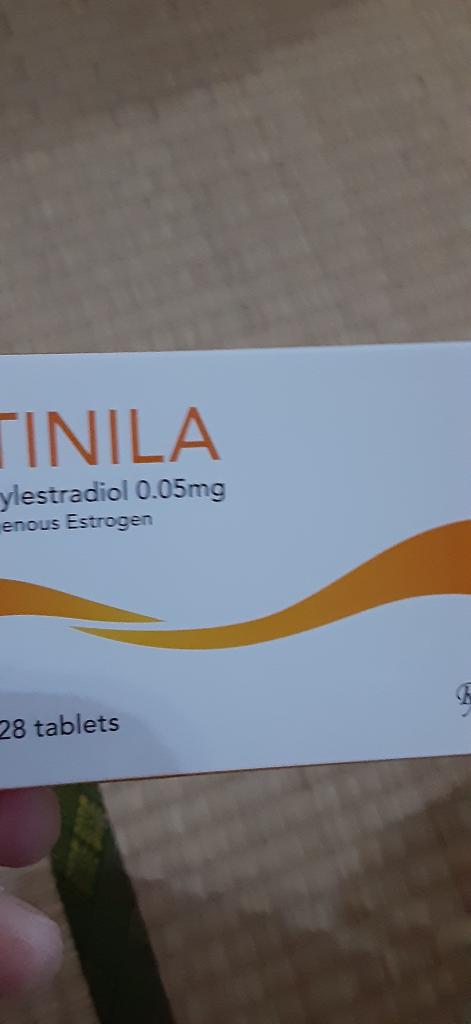 TINILA
ylestradiol 0.05mg
enous Estrogen
28 tablets